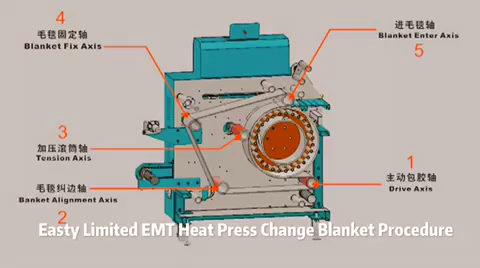 4
毛毯固定轴
Blanket Fix Axis
进毛毯轴
Blanket Enter Axis
5
3
加压滚筒轴
Tension Axis
1
主动包胶轴
Drive Axis
毛毯纠边轴
Banket Alignment Axis
2
Easty Limited EMT Heat Press Change Blanket Procedure